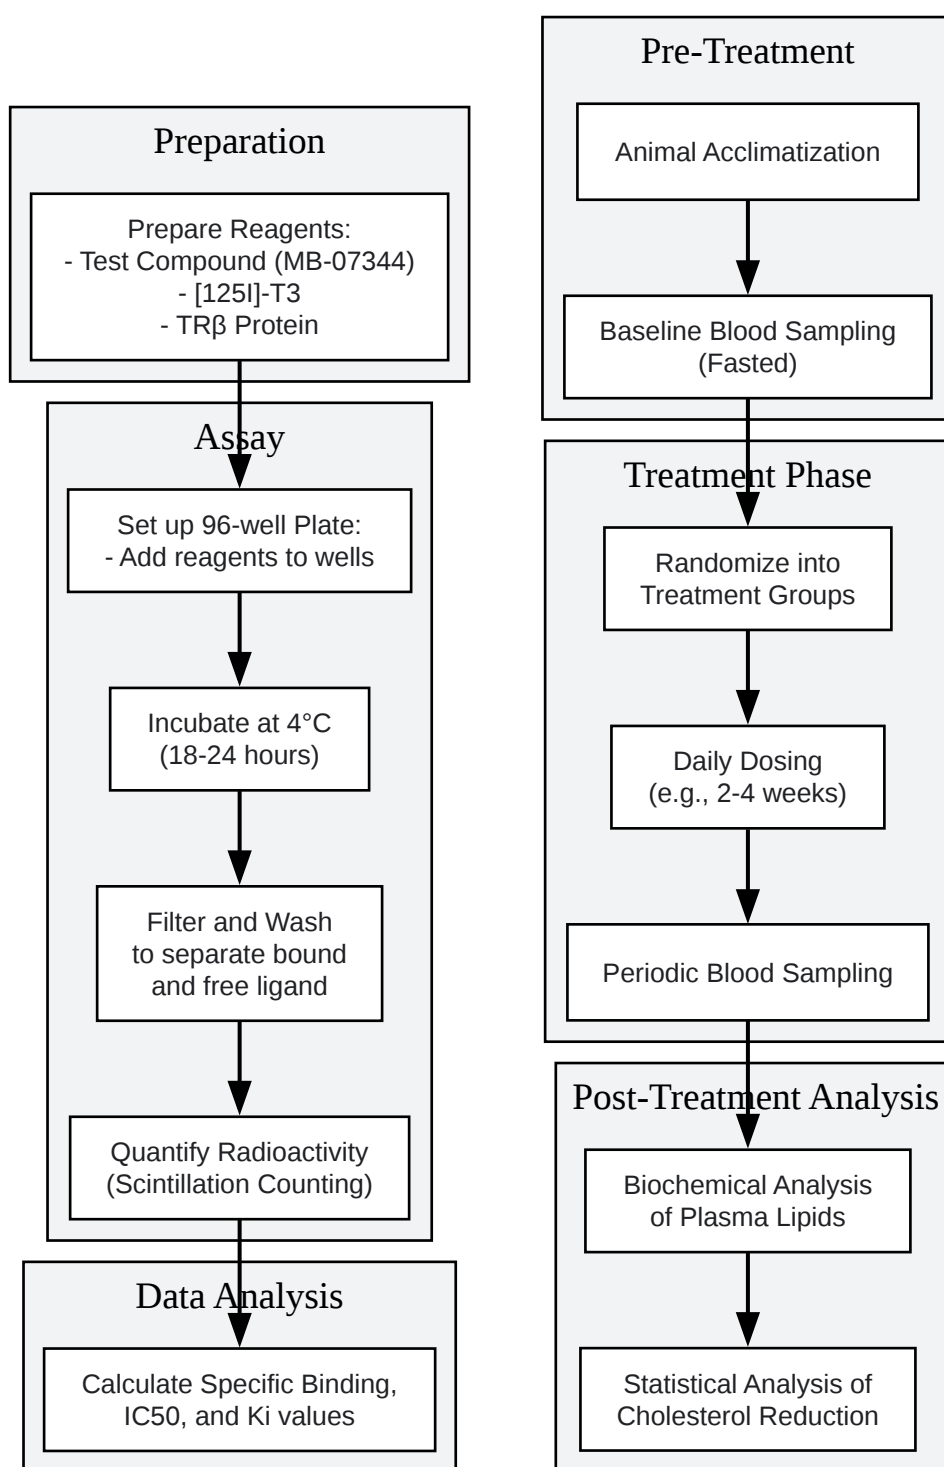 Preparation
Prepare Reagents:
- Test Compound (MB-07344)
- [125I]-T3
- TRβ Protein
Assay
Set up 96-well Plate:
- Add reagents to wells
Incubate at 4°C
(18-24 hours)
Filter and Wash
to separate bound
and free ligand
Quantify Radioactivity
(Scintillation Counting)
Data Analysis
Calculate Specific Binding,
IC50, and Ki values
Pre-Treatment
Animal Acclimatization
Baseline Blood Sampling
(Fasted)
Treatment Phase
Randomize into
Treatment Groups
Daily Dosing
(e.g., 2-4 weeks)
Periodic Blood Sampling
Post-Treatment Analysis
Biochemical Analysis
of Plasma Lipids
Statistical Analysis of
Cholesterol Reduction